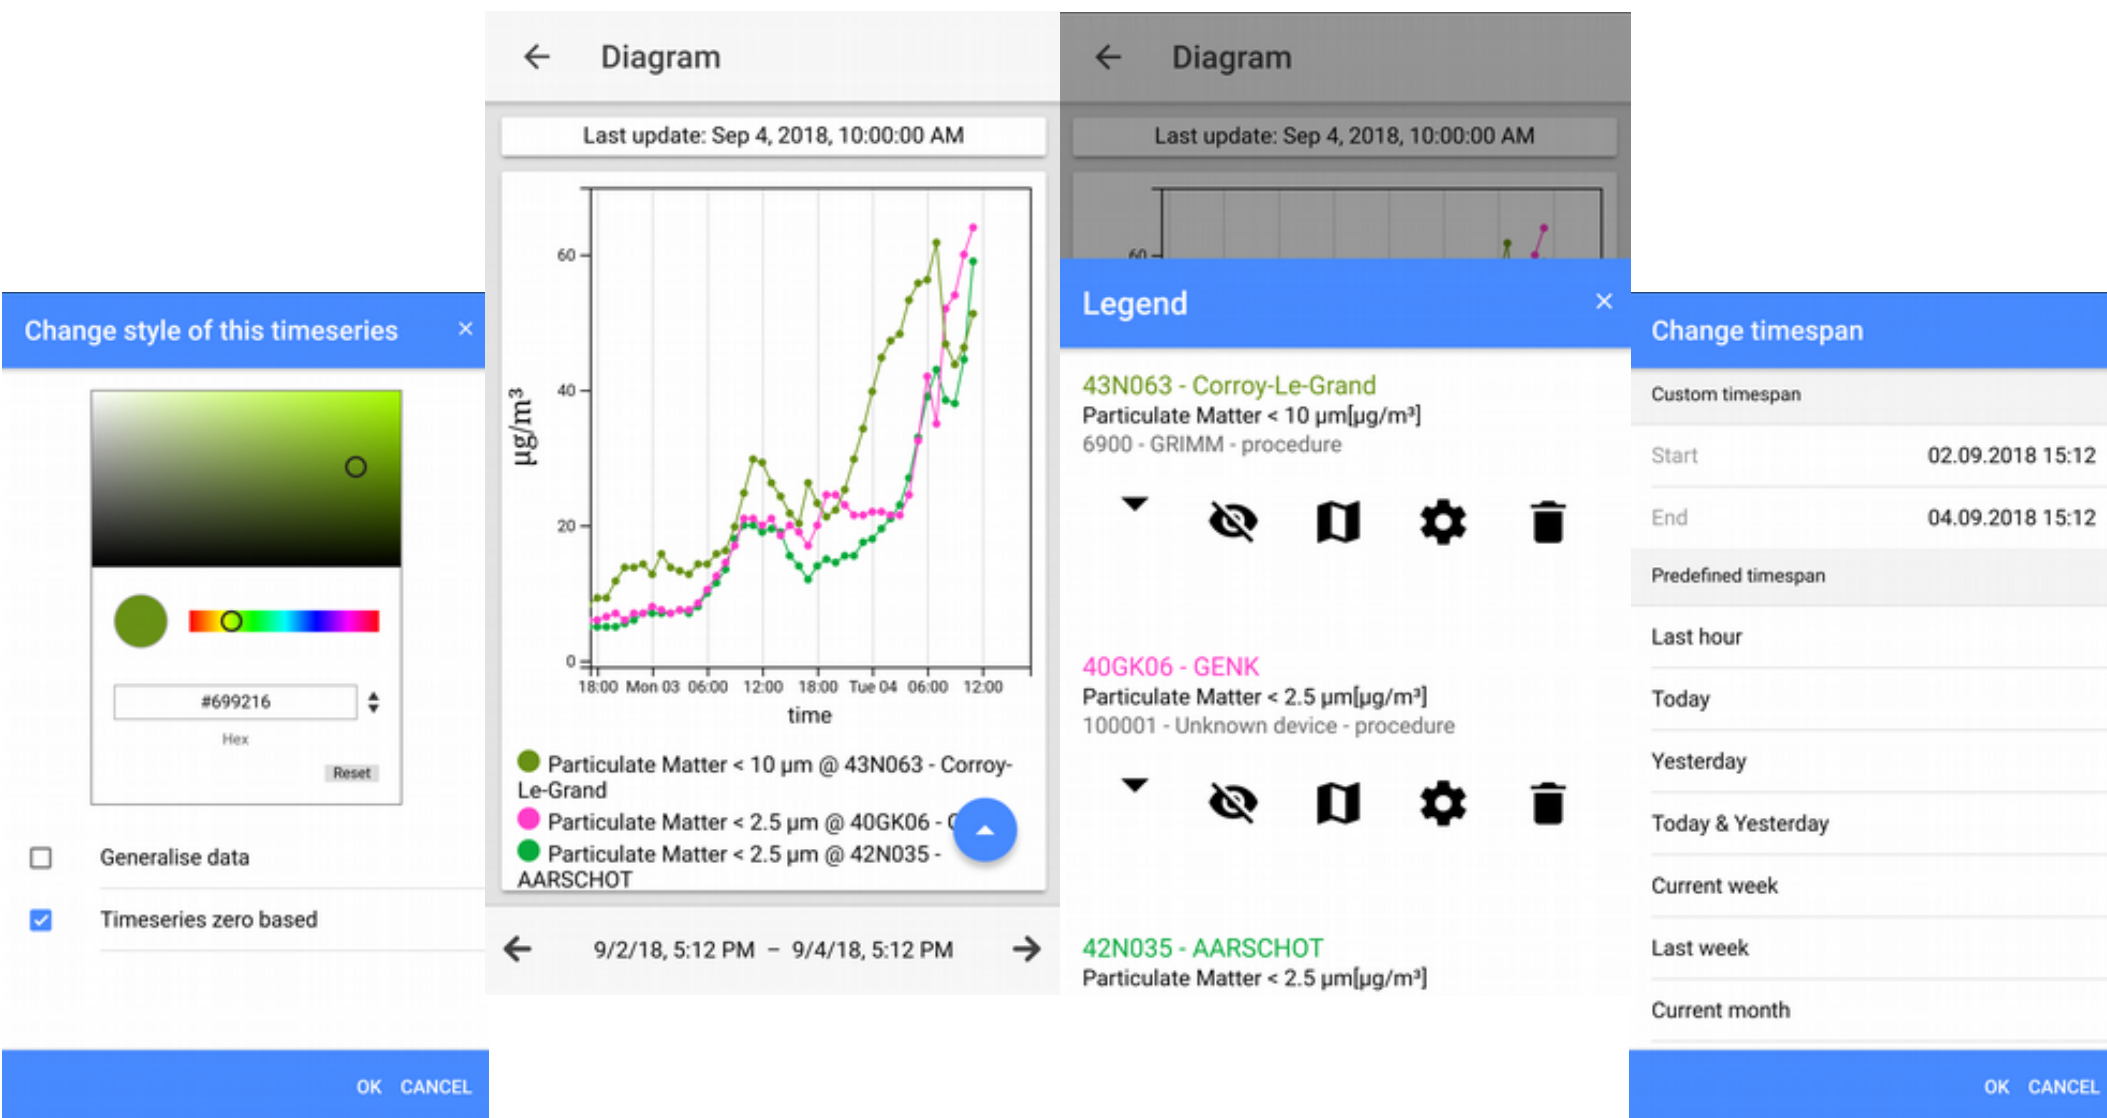 Change style of this timeseries ×
#699216
Hex
Reset
Generalise data
Timeseries zero based
OK CANCEL
Diagram
Last update: Sep 4, 2018, 10:00:00 AM
µg/m³
60
40
20
0
18:00 Mon 03 06:00 12:00 18:00 Tue 04 06:00 12:00
time
Particulate Matter < 10 µm @ 43N063 - Corroy-
Le-Grand
Particulate Matter < 2.5 µm @ 40GK06 -
Particulate Matter < 2.5 µm @ 42N035 -
AARSCHOT
9/2/18, 5:12 PM – 9/4/18, 5:12 PM
Diagram
Last update: Sep 4, 2018, 10:00:00 AM
60
Legend ×
43N063 - Corroy-Le-Grand
Particulate Matter < 10 µm[µg/m³]
6900 - GRIMM - procedure
40GK06 - GENK
Particulate Matter < 2.5 µm[µg/m³]
100001 - Unknown device - procedure
42N035 - AARSCHOT
Particulate Matter < 2.5 µm[µg/m³]
Change timespan
Custom timespan
Start 02.09.2018 15:12
End 04.09.2018 15:12
Predefined timespan
Last hour
Today
Yesterday
Today & Yesterday
Current week
Last week
Current month
OK CANCEL